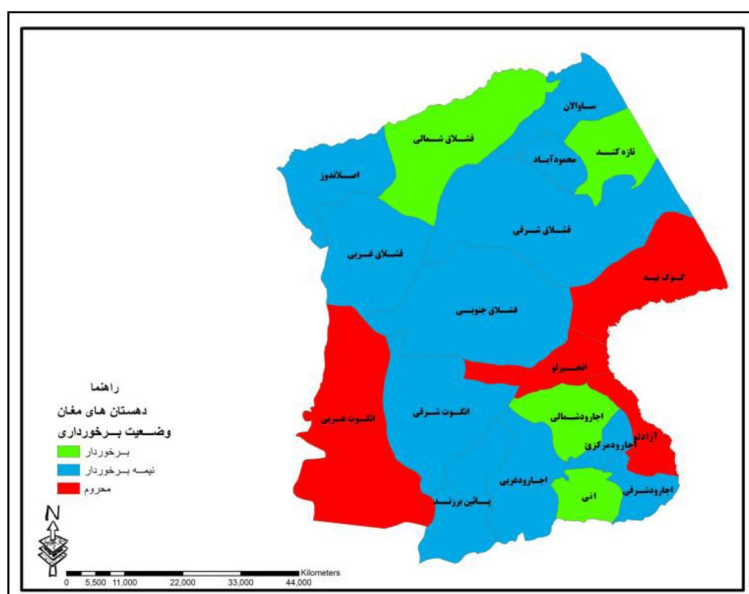 ساوالان
تازه کند
محمودآباد
قشلاق شمالی
اصلاندوز
قشلاق شرقی
قشلاق غربی
گوگ تپه
قشلاق جنوبی
انجیرلو
انگوت غربی
انگوت شرقی
اجارودشمالی
آرادلو
اجارودمرکزی
اجارودغربی
انی
اجارودشرقی
پائین برزند
راهنما
دهستان های مغان
وضعیت برخورداری
برخوردار
نیمه برخوردار
محروم
N
Kilometers
0 5,500 11,000 22,000 33,000 44,000